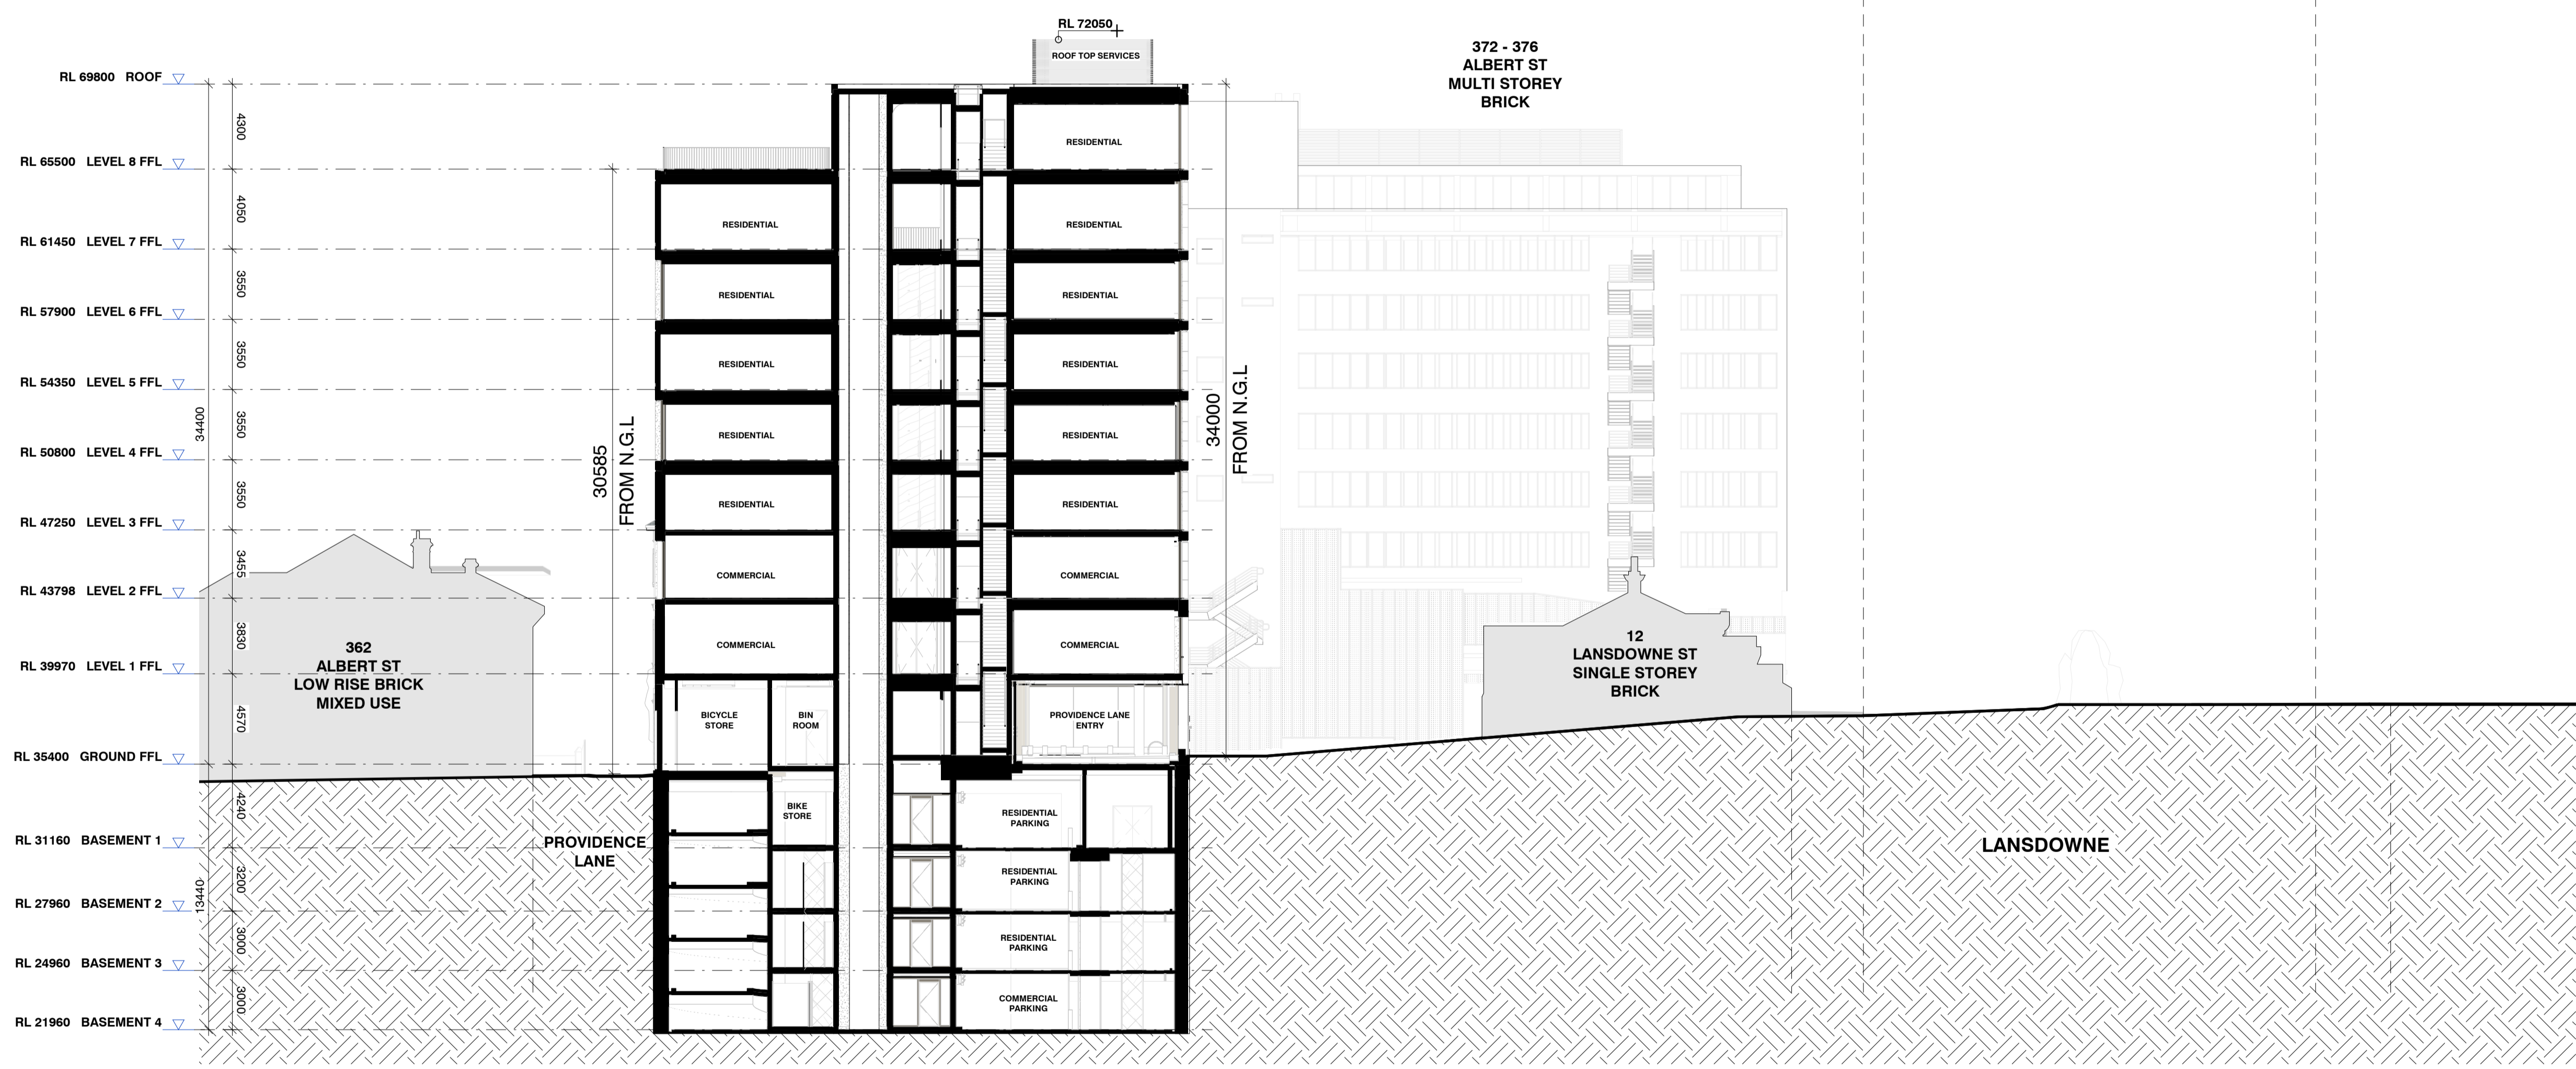 RL 72050
ROOF TOP SERVICES
372 - 376
ALBERT ST
MULTI STOREY
BRICK
RL 69800 ROOF
4300
RESIDENTIAL
RL 65500 LEVEL 8 FFL
4050
RESIDENTIAL
RESIDENTIAL
RL 61450 LEVEL 7 FFL
3550
RESIDENTIAL
RESIDENTIAL
RL 57900 LEVEL 6 FFL
3550
RESIDENTIAL
RESIDENTIAL
RL 54350 LEVEL 5 FFL
34400
3550
30585
FROM N.G.L
RESIDENTIAL
RESIDENTIAL
34000
FROM N.G.L
RL 50800 LEVEL 4 FFL
3550
RESIDENTIAL
RESIDENTIAL
RL 47250 LEVEL 3 FFL
3455
COMMERCIAL
COMMERCIAL
RL 43798 LEVEL 2 FFL
3830
362
ALBERT ST
LOW RISE BRICK
MIXED USE
COMMERCIAL
COMMERCIAL
12
LANSDOWNE ST
SINGLE STOREY
BRICK
RL 39970 LEVEL 1 FFL
4570
BICYCLE
STORE
BIN
ROOM
PROVIDENCE LANE
ENTRY
RL 35400 GROUND FFL
4240
BIKE
STORE
RESIDENTIAL
PARKING
RL 31160 BASEMENT 1
PROVIDENCE
LANE
LANSDOWNE
13440
3200
RESIDENTIAL
PARKING
RL 27960 BASEMENT 2
3000
RESIDENTIAL
PARKING
RL 24960 BASEMENT 3
3000
COMMERCIAL
PARKING
RL 21960 BASEMENT 4